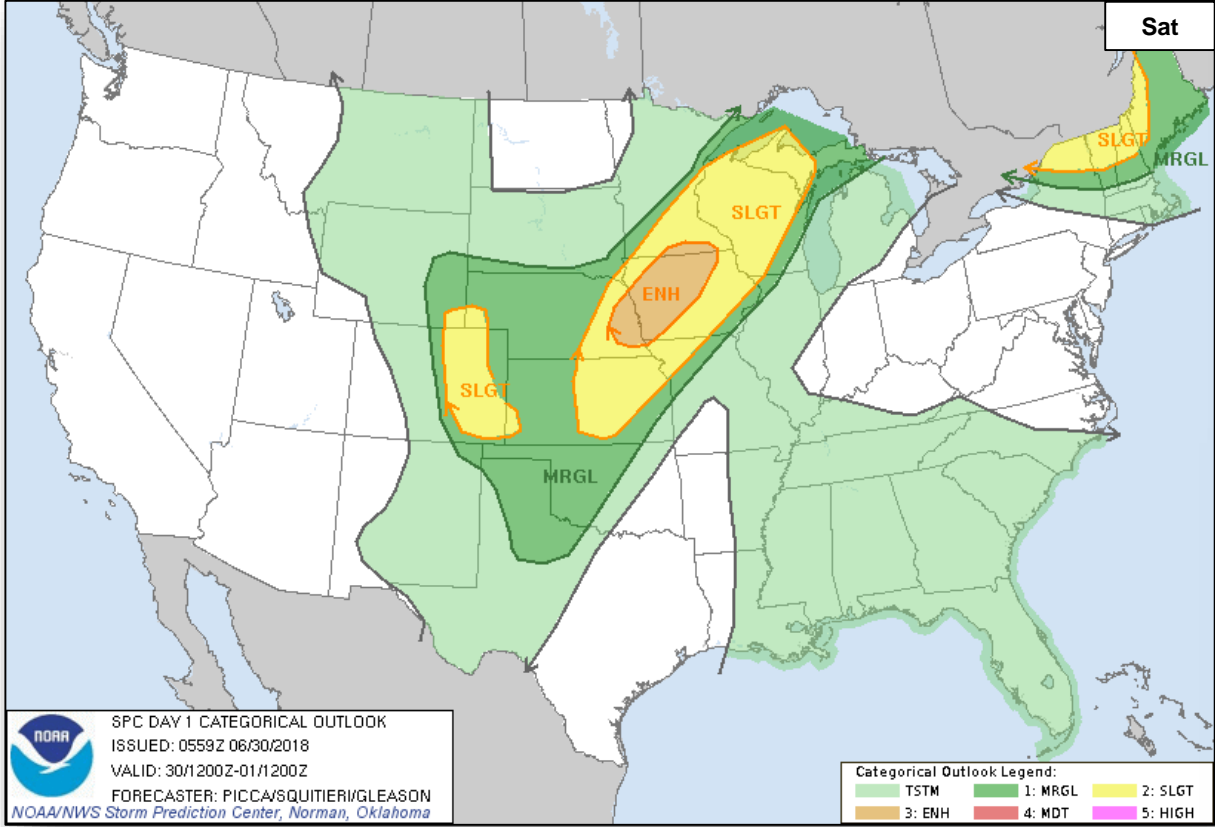 Sat
SLGT
MRGL
SLGT
ENH
SLGT
MRGL
NOAA
SPC DAY 1 CATEGORICAL OUTLOOK
ISSUED: 0559Z 06/30/2018
VALID: 30/1200Z-01/1200Z
FORECASTER: PICCA/SQUITIERI/GLEASON
NOAA/NWS Storm Prediction Center, Norman, Oklahoma
Categorical Outlook Legend:
TSTM 1: MRGL 2: SLGT
3: ENH 4: MDT 5: HIGH